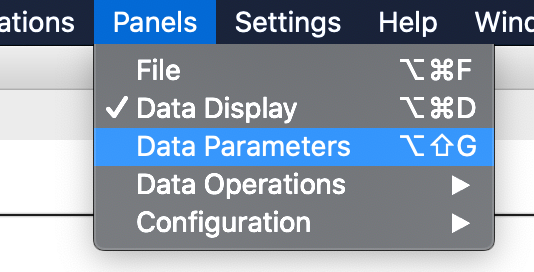 ations Panels Settings Help Wind
File ⌥⌘F
✓ Data Display ⌥⌘D
Data Parameters ⌥⇧G
Data Operations ▶
Configuration ▶